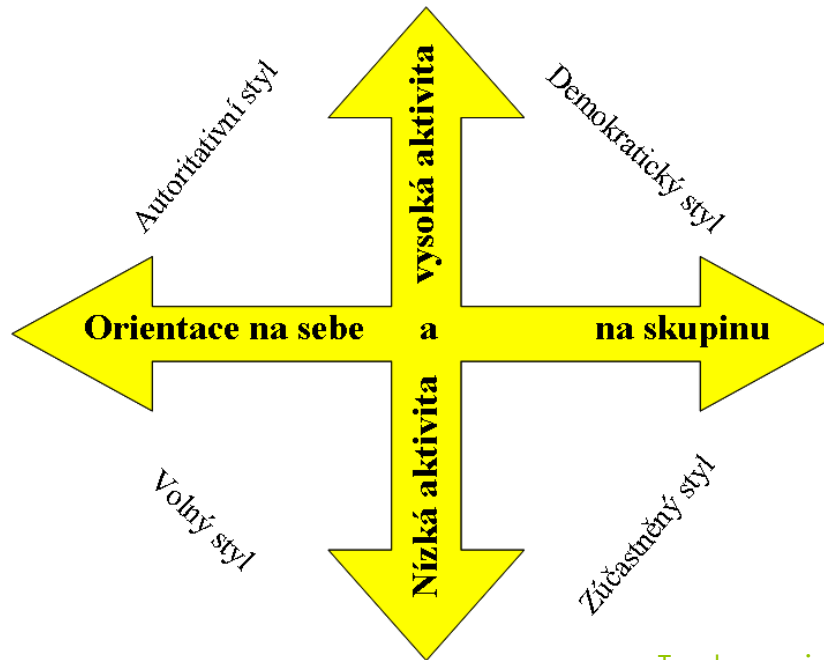 Autoritativní styl
vysoká aktivita
Demokratický styl
Orientace na sebe a na skupinu
Volný styl
Nízká aktivita
Zúčastněný styl